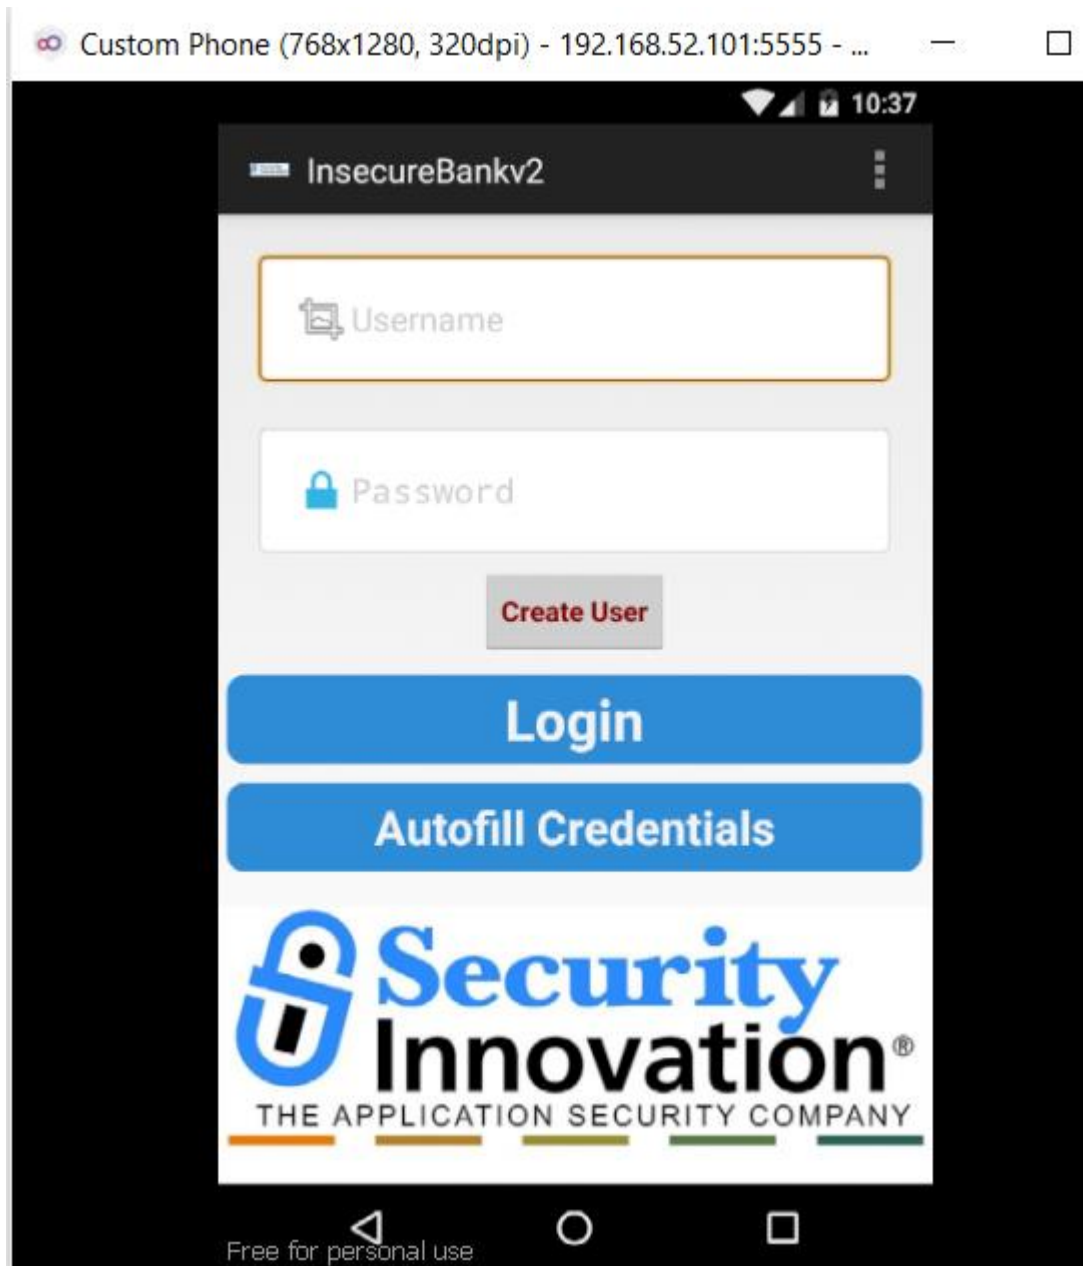 Custom Phone (768x1280, 320dpi) - 192.168.52.101:5555 - ...
10:37
InsecureBankv2
Username
Password
Create User
Login
Autofill Credentials
Security
Innovation®
THE APPLICATION SECURITY COMPANY
Free for personal use